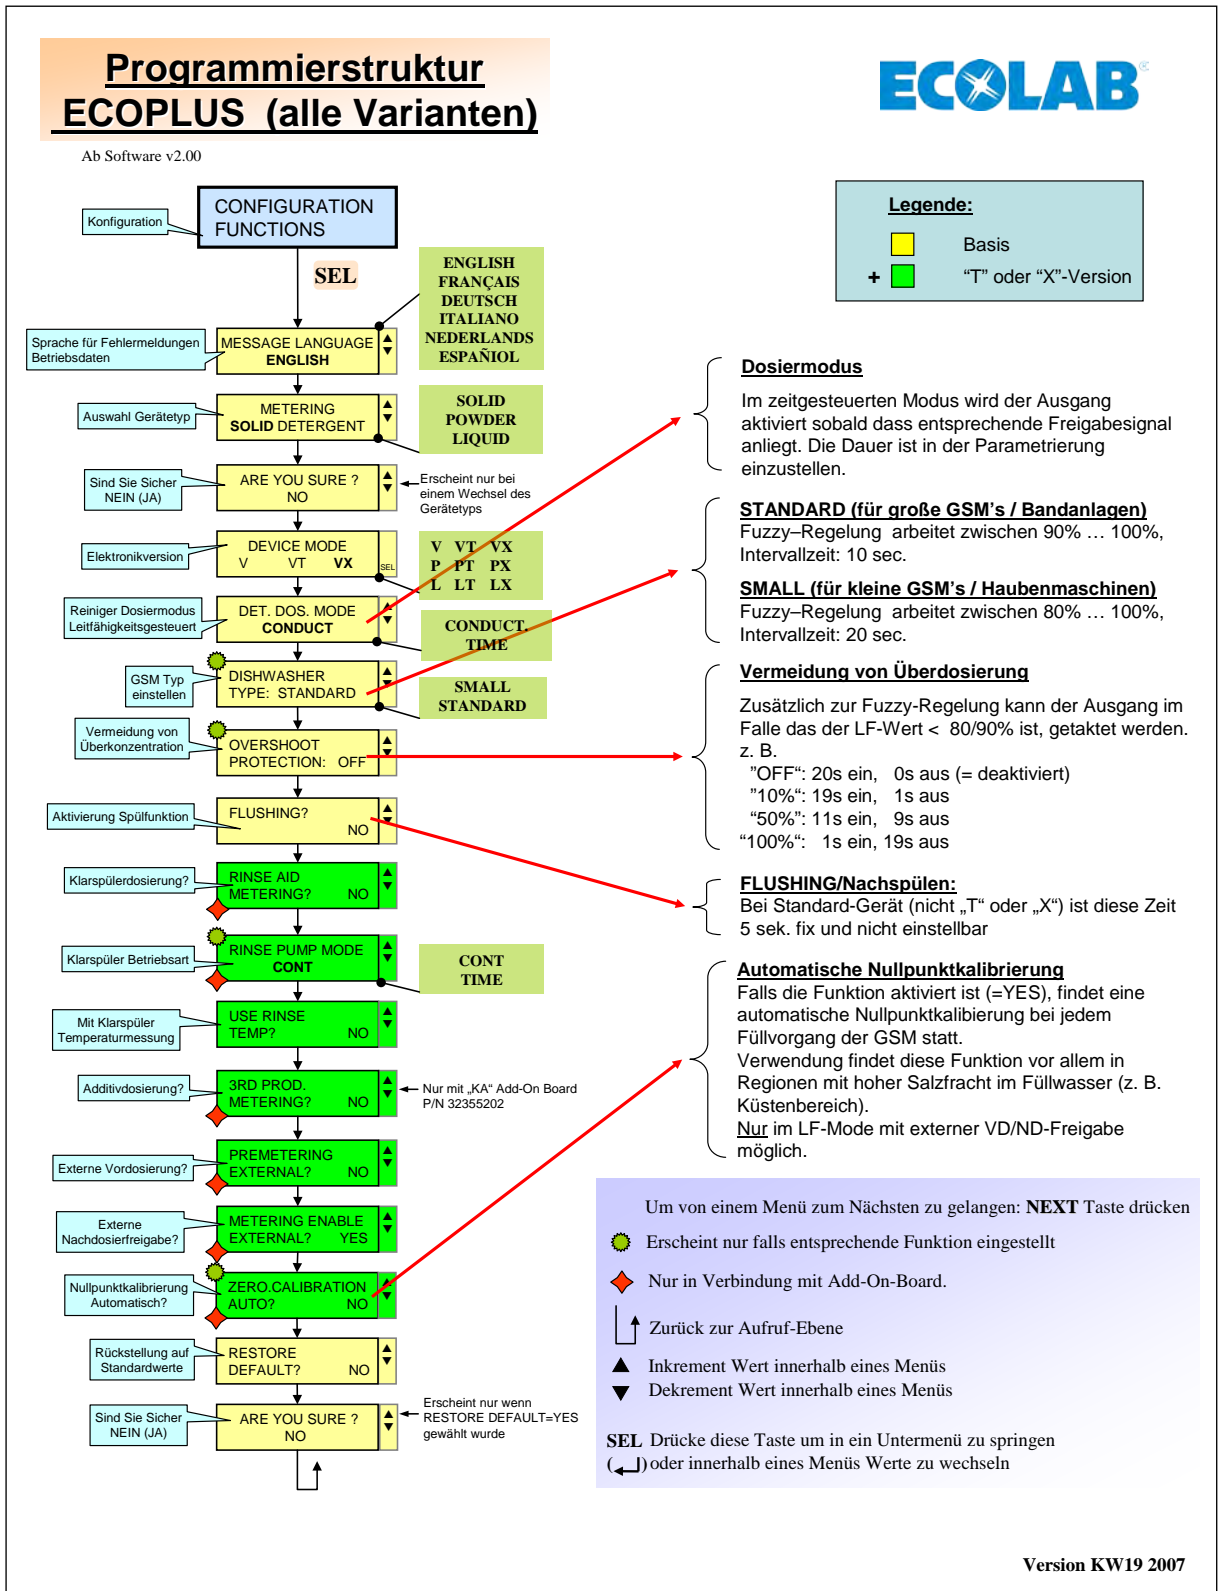 Programmierstruktur
ECOPLUS (alle Varianten)
ECOLAB®
Ab Software v2.00
Konfiguration
CONFIGURATION
FUNCTIONS
SEL
Legende:
Basis
+ “T” oder “X”-Version
ENGLISH
FRANÇAIS
DEUTSCH
ITALIANO
NEDERLANDS
ESPAÑIOL
Sprache für Fehlermeldungen
Betriebsdaten
MESSAGE LANGUAGE
ENGLISH
Auswahl Gerätetyp
METERING
SOLID DETERGENT
SOLID
POWDER
LIQUID
Sind Sie Sicher
NEIN (JA)
ARE YOU SURE ?
NO
Erscheint nur bei
einem Wechsel des
Gerätetyps
Elektronikversion
DEVICE MODE
V VT VX
SEL
V VT VX
P PT PX
L LT LX
Reiniger Dosiermodus
Leitfähigkeitsgesteuert
DET. DOS. MODE
CONDUCT
CONDUCT.
TIME
GSM Typ
einstellen
DISHWASHER
TYPE: STANDARD
SMALL
STANDARD
Vermeidung von
Überkonzentration
OVERSHOOT
PROTECTION: OFF
Aktivierung Spülfunktion
FLUSHING?
NO
Klarspülerdosierung?
RINSE AID
METERING? NO
Klarspüler Betriebsart
RINSE PUMP MODE
CONT
CONT
TIME
Mit Klarspüler
Temperaturmessung
USE RINSE
TEMP? NO
Additivdosierung?
3RD PROD.
METERING? NO
Nur mit „KA“ Add-On Board
P/N 32355202
Externe Vordosierung?
PREMETERING
EXTERNAL? NO
Externe
Nachdosierfreigabe?
METERING ENABLE
EXTERNAL? YES
Nullpunktkalibrierung
Automatisch?
ZERO.CALIBRATION
AUTO? NO
Rückstellung auf
Standardwerte
RESTORE
DEFAULT? NO
Sind Sie Sicher
NEIN (JA)
ARE YOU SURE ?
NO
Erscheint nur wenn
RESTORE DEFAULT=YES
gewählt wurde
Dosiermodus
Im zeitgesteuerten Modus wird der Ausgang
aktiviert sobald dass entsprechende Freigabesignal
anliegt. Die Dauer ist in der Parametrierung
einzustellen.
STANDARD (für große GSM’s / Bandanlagen)
Fuzzy–Regelung arbeitet zwischen 90% … 100%,
Intervallzeit: 10 sec.
SMALL (für kleine GSM’s / Haubenmaschinen)
Fuzzy–Regelung arbeitet zwischen 80% … 100%,
Intervallzeit: 20 sec.
Vermeidung von Überdosierung
Zusätzlich zur Fuzzy-Regelung kann der Ausgang im
Falle das der LF-Wert < 80/90% ist, getaktet werden.
z. B.
”OFF“: 20s ein, 0s aus (= deaktiviert)
”10%“: 19s ein, 1s aus
“50%”: 11s ein, 9s aus
“100%“: 1s ein, 19s aus
FLUSHING/Nachspülen:
Bei Standard-Gerät (nicht „T“ oder „X“) ist diese Zeit
5 sek. fix und nicht einstellbar
Automatische Nullpunktkalibrierung
Falls die Funktion aktiviert ist (=YES), findet eine
automatische Nullpunktkalibierung bei jedem
Füllvorgang der GSM statt.
Verwendung findet diese Funktion vor allem in
Regionen mit hoher Salzfracht im Füllwasser (z. B.
Küstenbereich).
Nur im LF-Mode mit externer VD/ND-Freigabe
möglich.
Um von einem Menü zum Nächsten zu gelangen: NEXT Taste drücken
Erscheint nur falls entsprechende Funktion eingestellt
Nur in Verbindung mit Add-On-Board.
Zurück zur Aufruf-Ebene
Inkrement Wert innerhalb eines Menüs
Dekrement Wert innerhalb eines Menüs
SEL Drücke diese Taste um in ein Untermenü zu springen
(↵) oder innerhalb eines Menüs Werte zu wechseln
Version KW19 2007